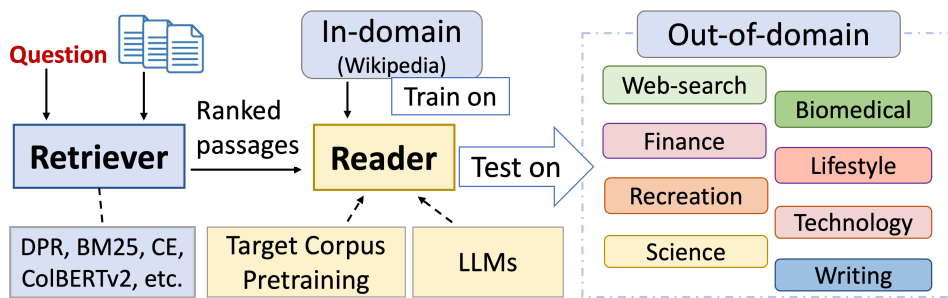 Question
Retriever
DPR, BM25, CE,
ColBERTv2, etc.
Ranked
passages
In-domain
(Wikipedia)
Train on
Reader
Target Corpus
Pretraining
LLMs
Test on
Out-of-domain
Web-search
Biomedical
Finance
Lifestyle
Recreation
Technology
Science
Writing